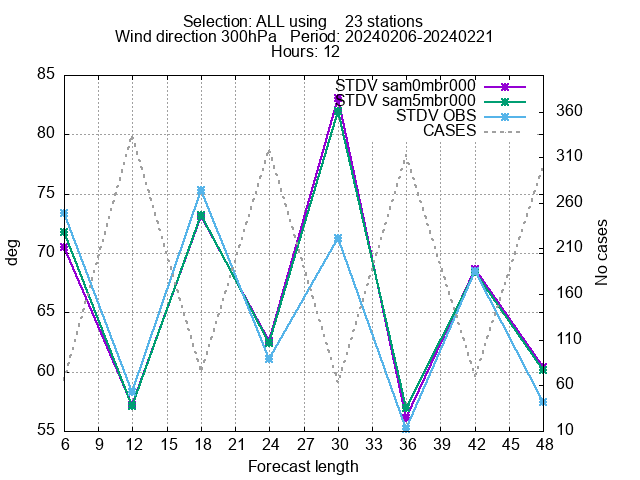 Selection: ALL using 23 stations
Wind direction 300hPa Period: 20240206-20240221
Hours: 12
STDV sam0mbr000
STDV sam5mbr000
STDV OBS
CASES
85
80
75
70
65
60
55
deg
360
310
260
210
160
110
60
10
No cases
6 9 12 15 18 21 24 27 30 33 36 39 42 45 48
Forecast length